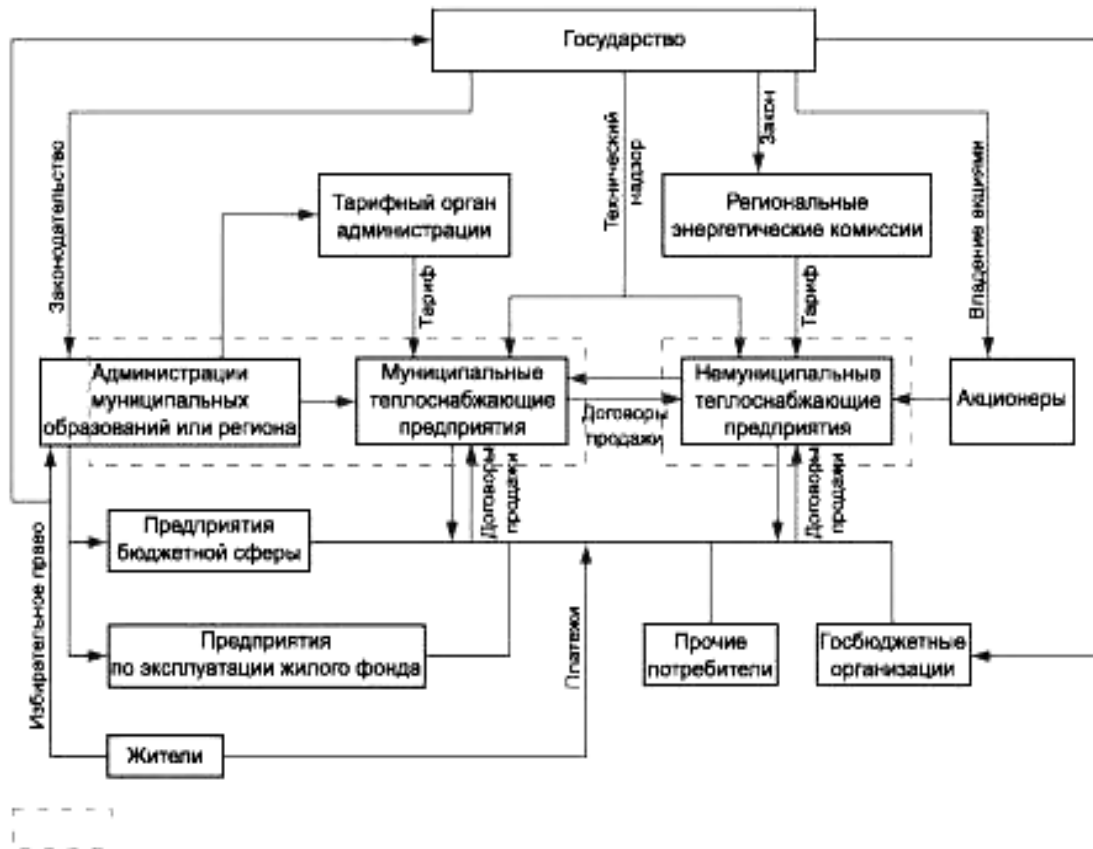 Государство
Законодательство
Технический
надзор
Закон
Владение акциями
Тарифный орган
администрации
Региональные
энергетические комиссии
Тариф
Тариф
Администрации
муниципальных
образований или региона
Муниципальные
теплоснабжающие
предприятия
Договоры
продажи
Немуниципальные
теплоснабжающие
предприятия
Акционеры
Договоры
продажи
Договоры
продажи
Избирательное право
Предприятия
бюджетной сферы
Предприятия
по эксплуатации жилого фонда
Платежи
Прочие
потребители
Госбюджетные
организации
Жители